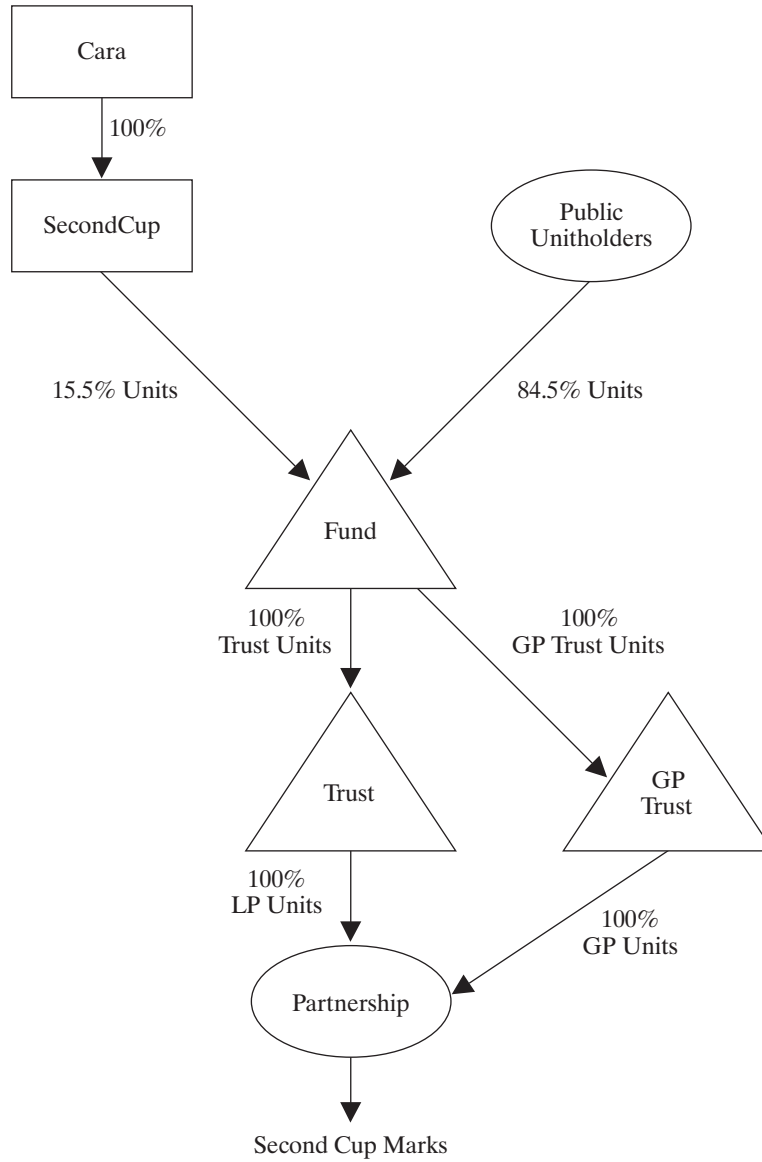 Cara
100%
SecondCup
Public
Unitholders
15.5% Units
84.5% Units
Fund
100%
Trust Units
100%
GP Trust Units
Trust
GP
Trust
100%
LP Units
100%
GP Units
Partnership
Second Cup Marks